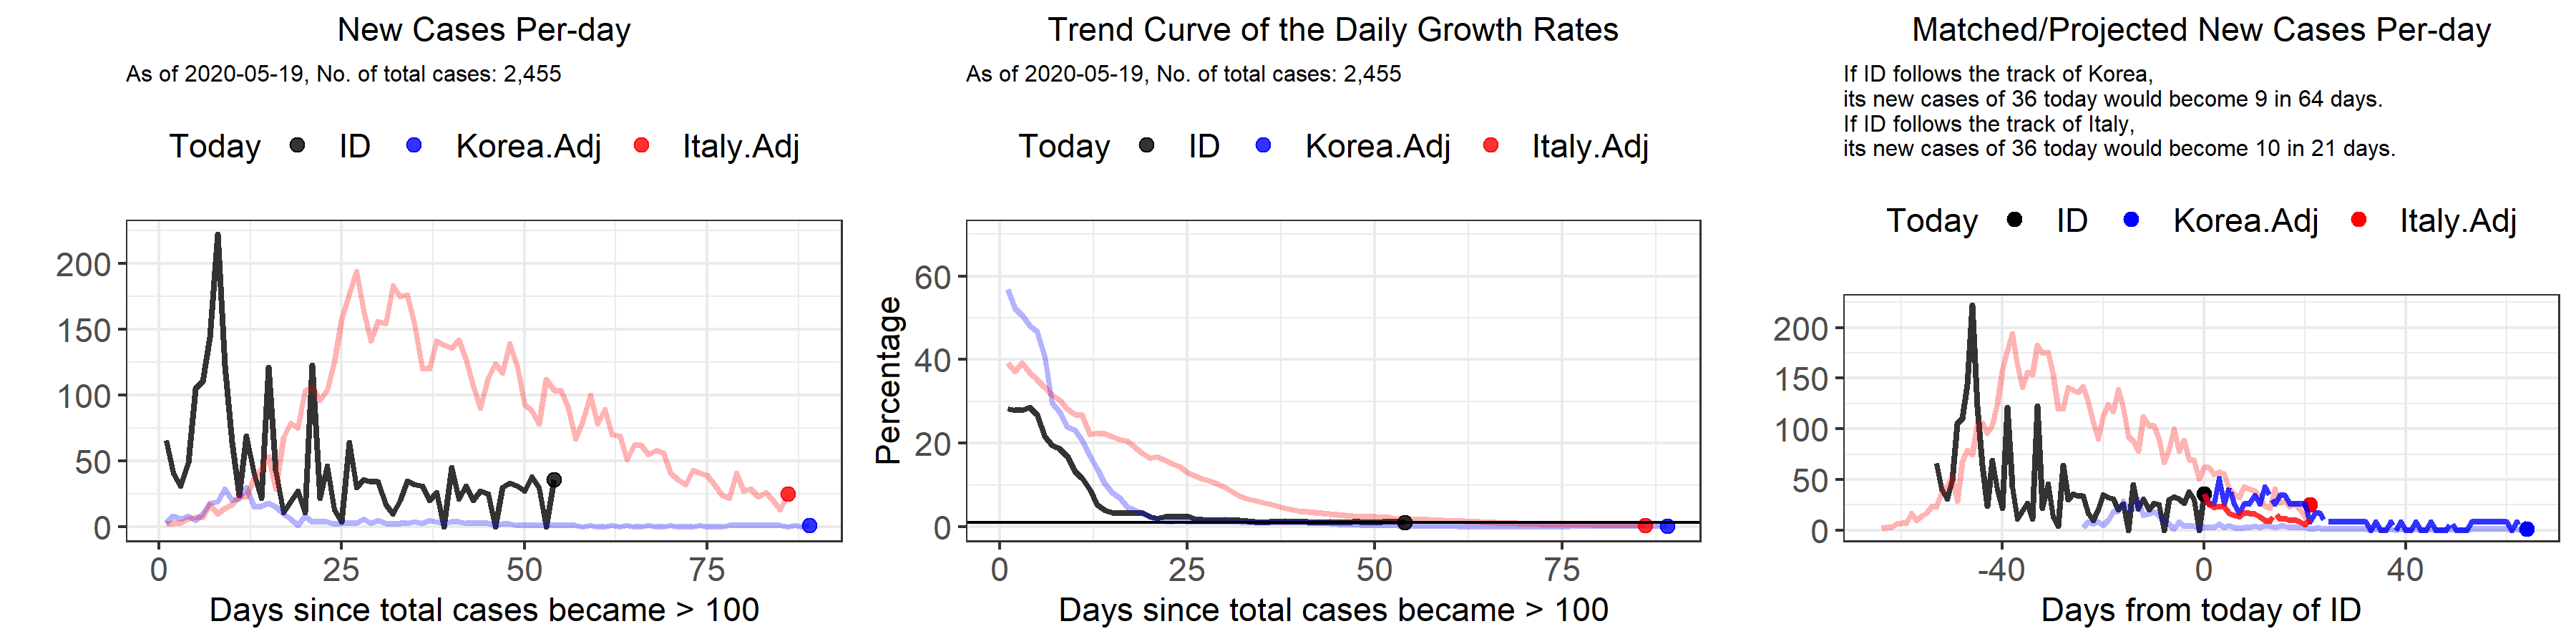 New Cases Per-day
As of 2020-05-19, No. of total cases: 2,455
Today ID Korea.Adj Italy.Adj
200
150
100
50
0
0 25 50 75
Days since total cases became > 100
Trend Curve of the Daily Growth Rates
As of 2020-05-19, No. of total cases: 2,455
Today ID Korea.Adj Italy.Adj
Percentage
60
40
20
0
0 25 50 75
Days since total cases became > 100
Matched/Projected New Cases Per-day
If ID follows the track of Korea,
its new cases of 36 today would become 9 in 64 days.
If ID follows the track of Italy,
its new cases of 36 today would become 10 in 21 days.
Today ID Korea.Adj Italy.Adj
200
150
100
50
0
-40 0 40
Days from today of ID